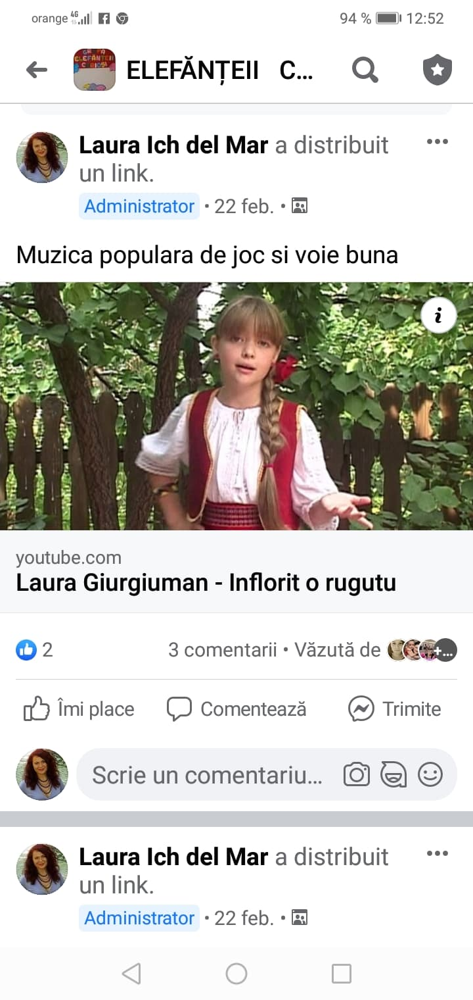 orange 4G 94 % 12:52
ELEFĂNȚEII C...
Laura Ich del Mar a distribuit
un link.
Administrator • 22 feb. •
Muzica populara de joc si voie buna
youtube.com
Laura Giurgiuman - Inflorit o rugutu
2 3 comentarii • Văzută de +...
Îmi place Comentează Trimite
Scrie un comentariu...
Laura Ich del Mar a distribuit
un link.
Administrator • 22 feb. •